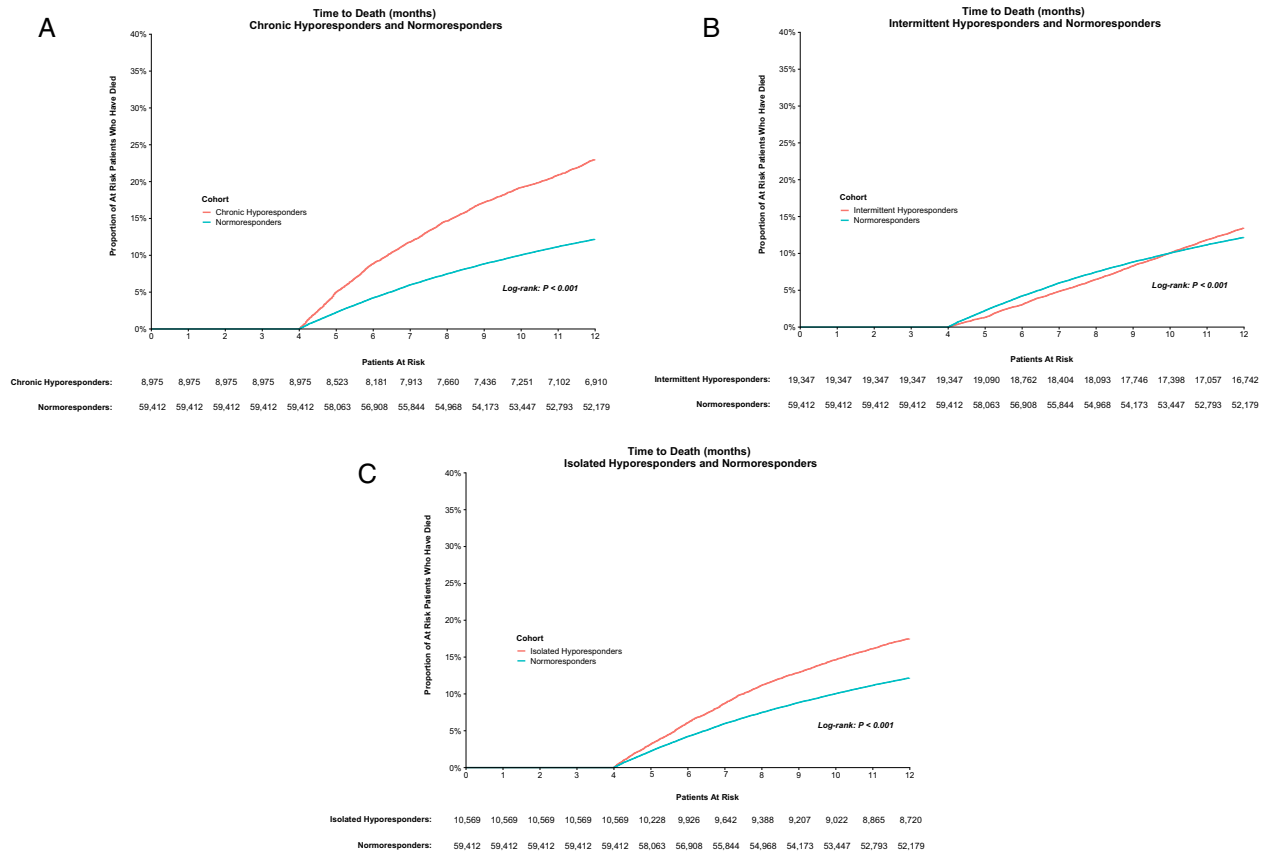 A
Time to Death (months)
Chronic Hyporesponders and Normoresponders
Proportion of At Risk Patients Who Have Died
40%
35%
30%
25%
20%
15%
10%
5%
0%
Cohort
Chronic Hyporesponders
Normoresponders
Log-rank: P < 0.001
0 1 2 3 4 5 6 7 8 9 10 11 12
Patients At Risk
Chronic Hyporesponders: 8,975 8,975 8,975 8,975 8,975 8,523 8,181 7,913 7,660 7,436 7,251 7,102 6,910
Normoresponders: 59,412 59,412 59,412 59,412 59,412 58,063 56,908 55,844 54,968 54,173 53,447 52,793 52,179
B
Time to Death (months)
Intermittent Hyporesponders and Normoresponders
Proportion of At Risk Patients Who Have Died
40%
35%
30%
25%
20%
15%
10%
5%
0%
Cohort
Intermittent Hyporesponders
Normoresponders
Log-rank: P < 0.001
0 1 2 3 4 5 6 7 8 9 10 11 12
Patients At Risk
Intermittent Hyporesponders: 19,347 19,347 19,347 19,347 19,347 19,090 18,762 18,404 18,093 17,746 17,398 17,057 16,742
Normoresponders: 59,412 59,412 59,412 59,412 59,412 58,063 56,908 55,844 54,968 54,173 53,447 52,793 52,179
C
Time to Death (months)
Isolated Hyporesponders and Normoresponders
Proportion of At Risk Patients Who Have Died
40%
35%
30%
25%
20%
15%
10%
5%
0%
Cohort
Isolated Hyporesponders
Normoresponders
Log-rank: P < 0.001
0 1 2 3 4 5 6 7 8 9 10 11 12
Patients At Risk
Isolated Hyporesponders: 10,569 10,569 10,569 10,569 10,569 10,228 9,926 9,642 9,388 9,207 9,022 8,865 8,720
Normoresponders: 59,412 59,412 59,412 59,412 59,412 58,063 56,908 55,844 54,968 54,173 53,447 52,793 52,179